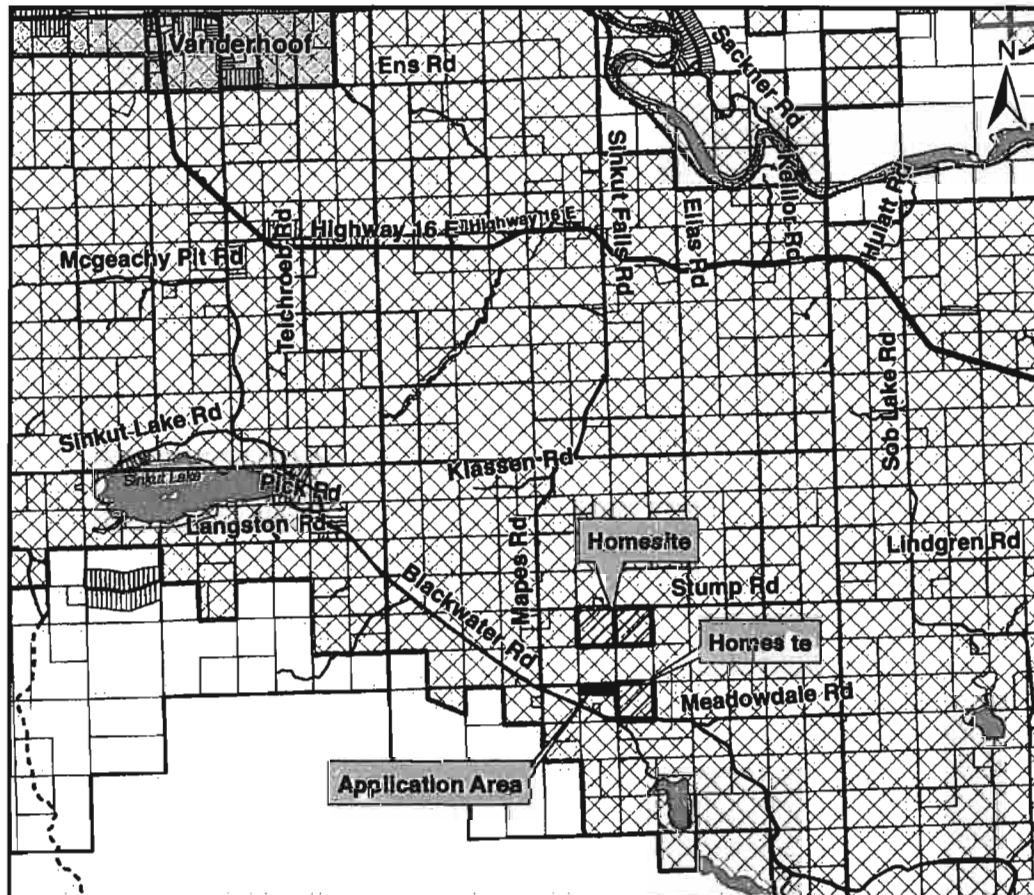 Vanderhoof
Ens Rd
Sackner Rd
N
Sinkut Falls Rd
Elias Rd
Hulatt Rd
Highway 16 E
Highway 16 E
Mcgeachy Pit Rd
Teichroeb Rd
Sob Lake Rd
Sinkut Lake Rd
Sinkut Lake
Pick Rd
Klassen Rd
Langston Rd
Mapes Rd
Lindgren Rd
Homesite
Stump Rd
Blackwater Rd
Homes te
Meadowdale Rd
Application Area